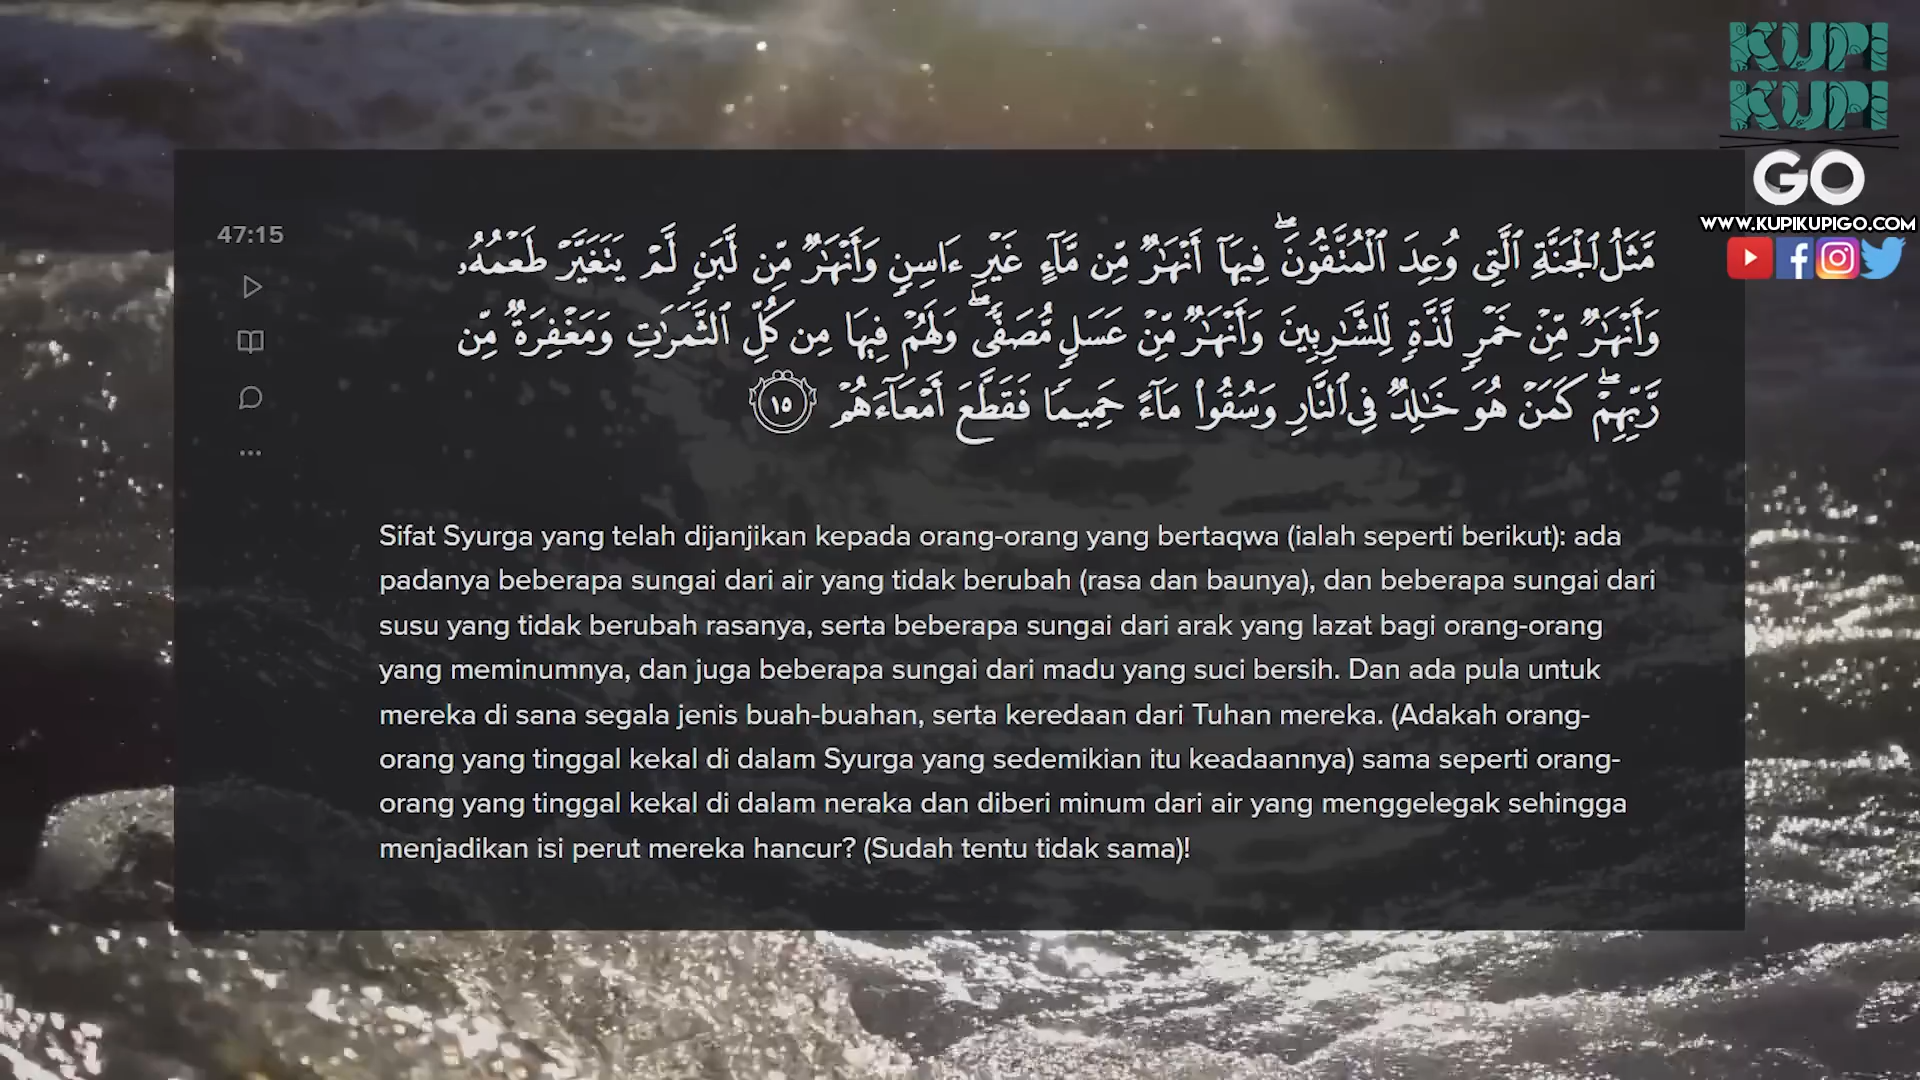 KUPI
KUPI
GO
WWW.KUPIKUPIGO.COM
47:15
مَّثَلُ ٱلْجَنَّةِ ٱلَّتِى وُعِدَ ٱلْمُتَّقُونَ ۖ فِيهَآ أَنْهَـٰرٌ مِّن مَّآءٍ غَيْرِ ءَاسِنٍ وَأَنْهَـٰرٌ مِّن لَّبَنٍ لَّمْ يَتَغَيَّرْ طَعْمُهُۥ
وَأَنْهَـٰرٌ مِّنْ خَمْرٍ لَّذَّةٍ لِّلشَّـٰرِبِينَ وَأَنْهَـٰرٌ مِّنْ عَسَلٍ مُّصَفًّى ۖ وَلَهُمْ فِيهَا مِن كُلِّ ٱلثَّمَرَٰتِ وَمَغْفِرَةٌ مِّن
رَّبِّهِمْ ۖ كَمَنْ هُوَ خَـٰلِدٌ فِى ٱلنَّارِ وَسُقُوا۟ مَآءً حَمِيمًا فَقَطَّعَ أَمْعَآءَهُمْ ١٥
Sifat Syurga yang telah dijanjikan kepada orang-orang yang bertaqwa (ialah seperti berikut): ada
padanya beberapa sungai dari air yang tidak berubah (rasa dan baunya), dan beberapa sungai dari
susu yang tidak berubah rasanya, serta beberapa sungai dari arak yang lazat bagi orang-orang
yang meminumnya, dan juga beberapa sungai dari madu yang suci bersih. Dan ada pula untuk
mereka di sana segala jenis buah-buahan, serta keredaan dari Tuhan mereka. (Adakah orang-
orang yang tinggal kekal di dalam Syurga yang sedemikian itu keadaannya) sama seperti orang-
orang yang tinggal kekal di dalam neraka dan diberi minum dari air yang menggelegak sehingga
menjadikan isi perut mereka hancur? (Sudah tentu tidak sama)!